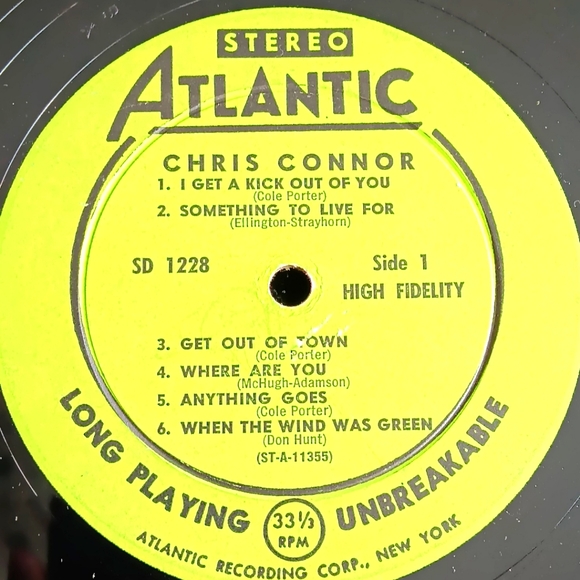 STEREO
ATLANTIC
CHRIS CONNOR
1. I GET A KICK OUT OF YOU
(Cole Porter)
2. SOMETHING TO LIVE FOR
(Ellington-Strayhorn)
SD 1228
Side 1
HIGH FIDELITY
3. GET OUT OF TOWN
(Cole Porter)
4. WHERE ARE YOU
(McHugh-Adamson)
5. ANYTHING GOES
(Cole Porter)
6. WHEN THE WIND WAS GREEN
(Don Hunt)
(ST-A-11355)
LONG PLAYING
33⅓
RPM
UNBREAKABLE
ATLANTIC RECORDING CORP., NEW YORK